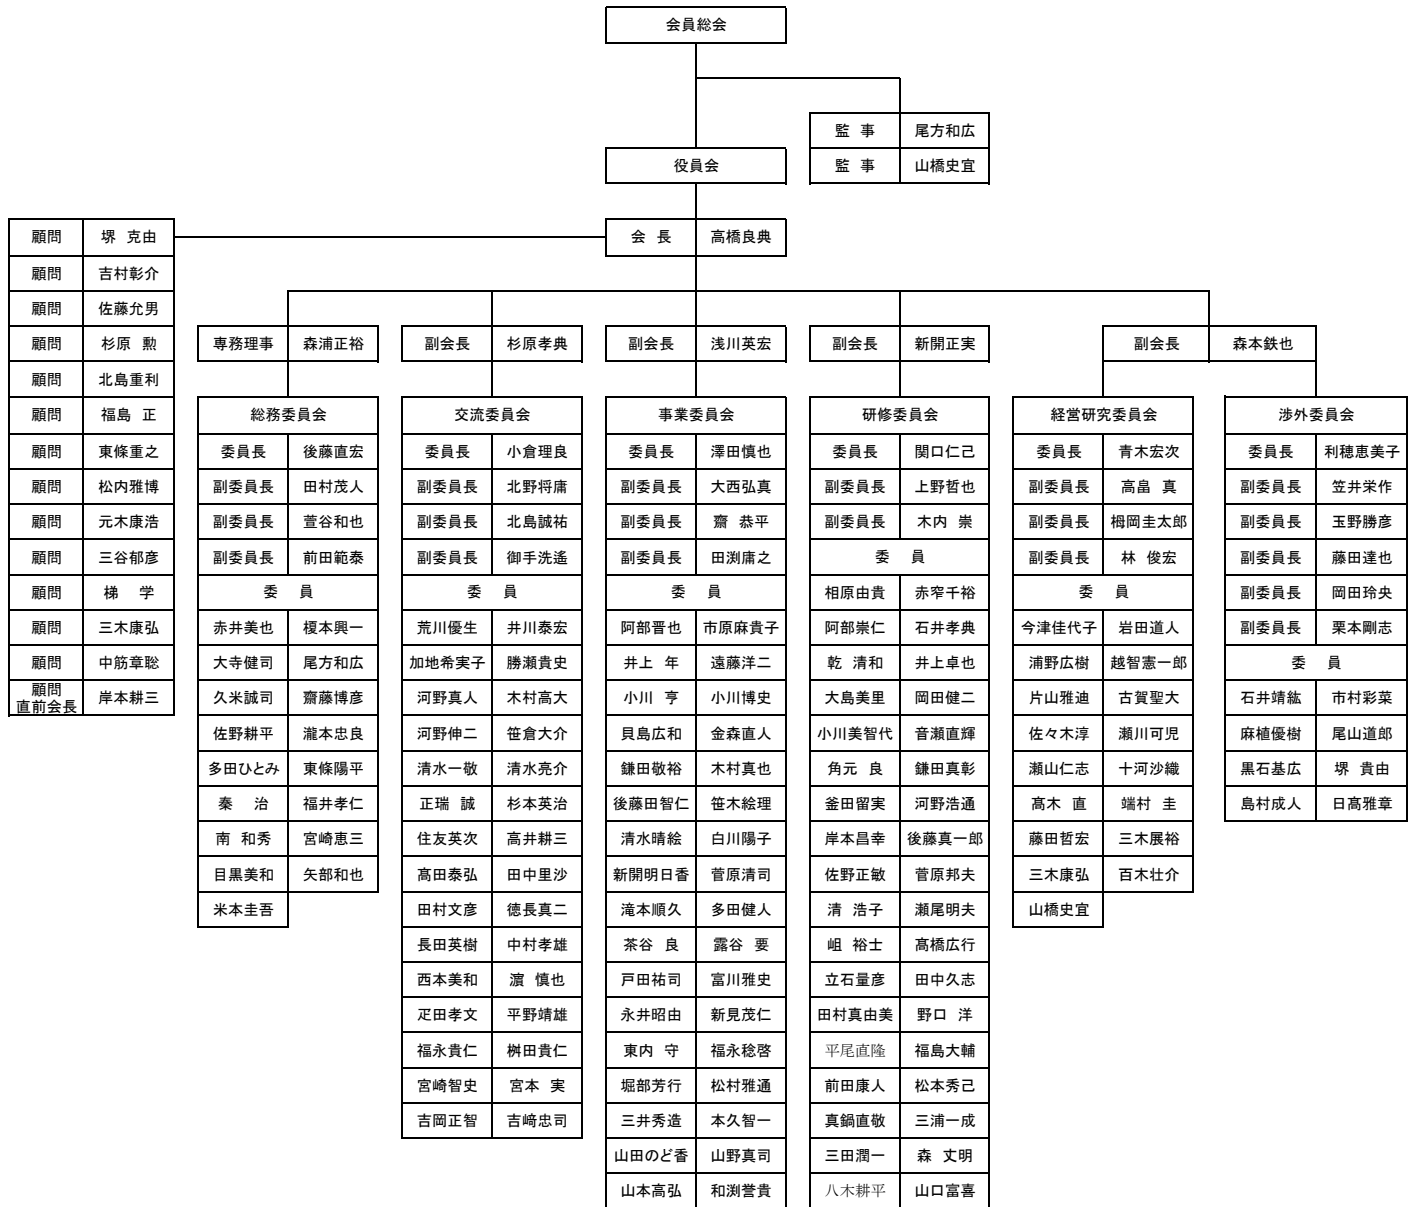 会員総会
監 事 尾方和広
監 事 山橋史宜
役員会
会 長 高橋良典
顧問 堺 克由
顧問 吉村彰介
顧問 佐藤允男
顧問 杉原 勲
顧問 北島重利
顧問 福島 正
顧問 東條重之
顧問 松内雅博
顧問 元木康浩
顧問 三谷郁彦
顧問 梯 学
顧問 三木康弘
顧問 中筋章聡
顧問
直前会長 岸本耕三
専務理事 森浦正裕
総務委員会
委員長 後藤直宏
副委員長 田村茂人
副委員長 萱谷和也
副委員長 前田範泰
委 員
赤井美也 榎本興一
大寺健司 尾方和広
久米誠司 齋藤博彦
佐野耕平 瀧本忠良
多田ひとみ 東條陽平
秦 治 福井孝仁
南 和秀 宮崎恵三
目黒美和 矢部和也
米本圭吾
副会長 杉原孝典
交流委員会
委員長 小倉理良
副委員長 北野将庸
副委員長 北島誠祐
副委員長 御手洗遙
委 員
荒川優生 井川泰宏
加地希実子 勝瀬貴史
河野真人 木村高大
河野伸二 笹倉大介
清水一敬 清水亮介
正瑞 誠 杉本英治
住友英次 高井耕三
髙田泰弘 田中里沙
田村文彦 徳長真二
長田英樹 中村孝雄
西本美和 濵 慎也
疋田孝文 平野靖雄
福永貴仁 桝田貴仁
宮崎智史 宮本 実
吉岡正智 吉﨑忠司
副会長 浅川英宏
事業委員会
委員長 澤田慎也
副委員長 大西弘真
副委員長 齋 恭平
副委員長 田渕庸之
委 員
阿部晋也 市原麻貴子
井上 年 遠藤洋二
小川 亨 小川博史
貝島広和 金森直人
鎌田敬裕 木村真也
後藤田智仁 笹木絵理
清水晴絵 白川陽子
新開明日香 菅原清司
滝本順久 多田健人
茶谷 良 露谷 要
戸田祐司 富川雅史
永井昭由 新見茂仁
東内 守 福永稔啓
堀部芳行 松村雅通
三井秀造 本久智一
山田のど香 山野真司
山本高弘 和渕誉貴
副会長 新開正実
研修委員会
委員長 関口仁己
副委員長 上野哲也
副委員長 木内 崇
委 員
相原由貴 赤窄千裕
阿部崇仁 石井孝典
乾 清和 井上卓也
大島美里 岡田健二
小川美智代 音瀬直輝
角元 良 鎌田真彰
釜田留実 河野浩通
岸本昌幸 後藤真一郎
佐野正敏 菅原邦夫
清 浩子 瀬尾明夫
岨 裕士 髙橋広行
立石量彦 田中久志
田村真由美 野口 洋
平尾直隆 福島大輔
前田康人 松本秀己
真鍋直敬 三浦一成
三田潤一 森 丈明
八木耕平 山口富喜
副会長 森本鉄也
経営研究委員会
委員長 青木宏次
副委員長 高畠 真
副委員長 栂岡圭太郎
副委員長 林 俊宏
委 員
今津佳代子 岩田道人
浦野広樹 越智憲一郎
片山雅迪 古賀聖大
佐々木淳 瀬川可児
瀬山仁志 十河沙織
髙木 直 端村 圭
藤田哲宏 三木展裕
三木康弘 百木壮介
山橋史宜
渉外委員会
委員長 利穂恵美子
副委員長 笠井栄作
副委員長 玉野勝彦
副委員長 藤田達也
副委員長 岡田玲央
副委員長 栗本剛志
委 員
石井靖紘 市村彩菜
麻植優樹 尾山道郎
黒石基広 堺 貴由
島村成人 日髙雅章